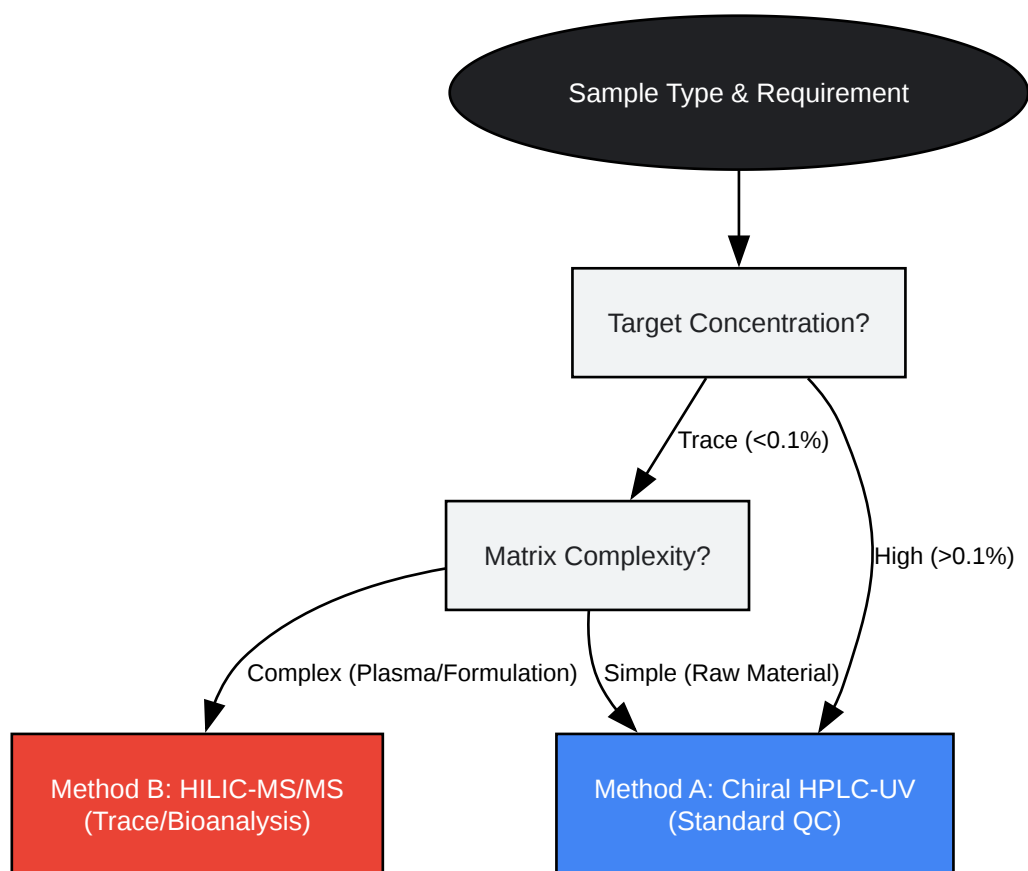 Sample Type & Requirement
Target Concentration?
Trace (<0.1%)
Matrix Complexity?
High (>0.1%)
Complex (Plasma/Formulation)
Simple (Raw Material)
Method B: HILIC-MS/MS
(Trace/Bioanalysis)
Method A: Chiral HPLC-UV
(Standard QC)